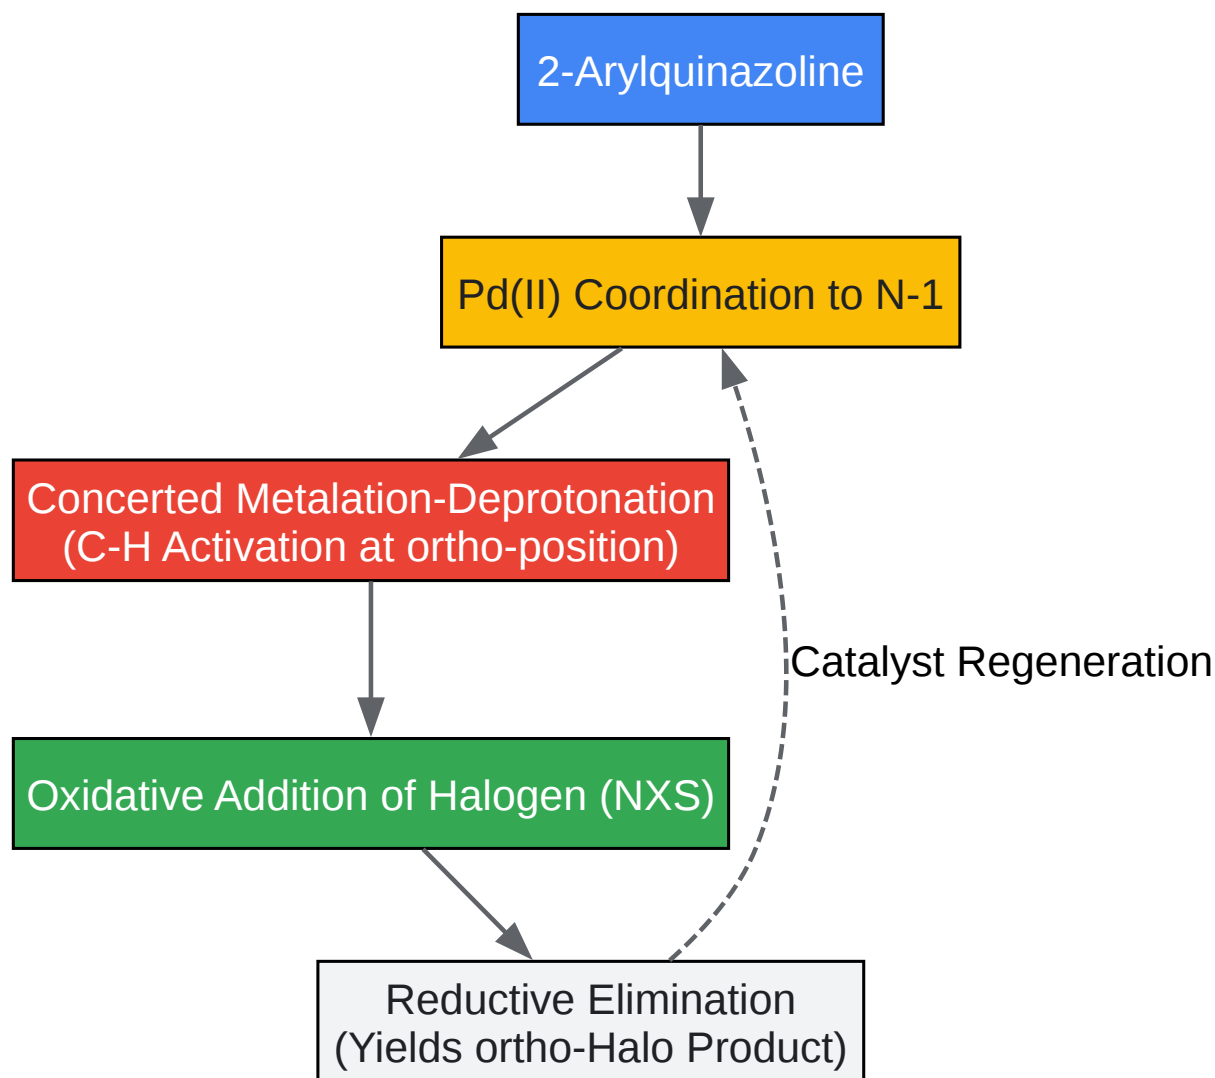 2-Arylquinazoline
Pd(II) Coordination to N-1
Concerted Metalation-Deprotonation
(C-H Activation at ortho-position)
Catalyst Regeneration
Oxidative Addition of Halogen (NXS)
Reductive Elimination
(Yields ortho-Halo Product)